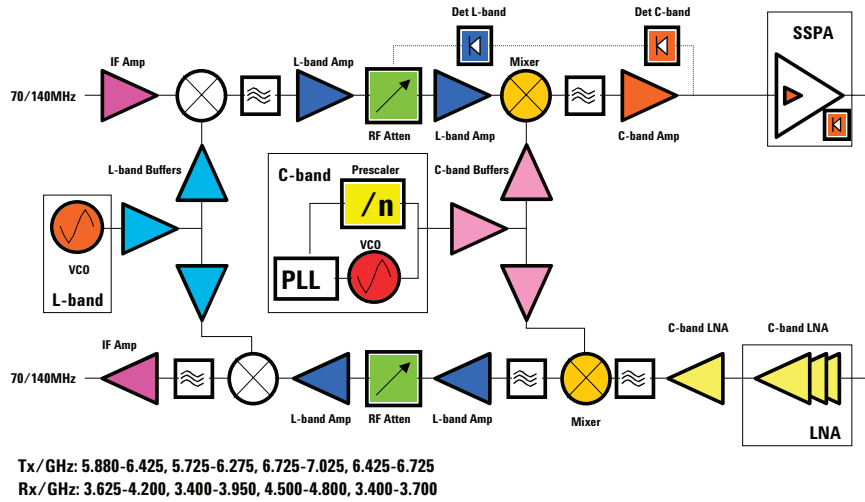 Det L-band
Det C-band
SSPA
IF Amp
L-band Amp
Mixer
70/140MHz
RF Atten
L-band Amp
C-band Amp
L-band Buffers
C-band
Prescaler
C-band Buffers
/n
VCO
PLL
VCO
L-band
IF Amp
C-band LNA
C-band LNA
70/140MHz
L-band Amp
RF Atten
L-band Amp
Mixer
LNA
Tx/GHz: 5.880-6.425, 5.725-6.275, 6.725-7.025, 6.425-6.725
Rx/GHz: 3.625-4.200, 3.400-3.950, 4.500-4.800, 3.400-3.700